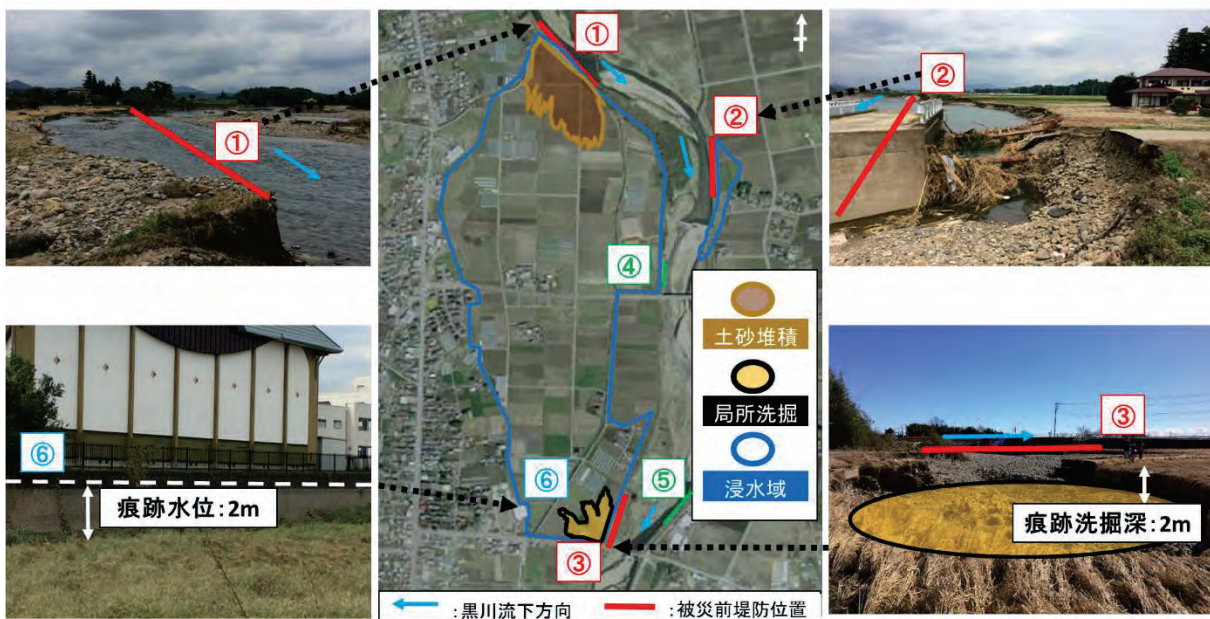 ①
⑥
痕跡水位:2m
①
②
④
⑥
⑤
③
土砂堆積
局所洗掘
浸水域
:黒川流下方向
:被災前堤防位置
②
③
痕跡洗掘深:2m